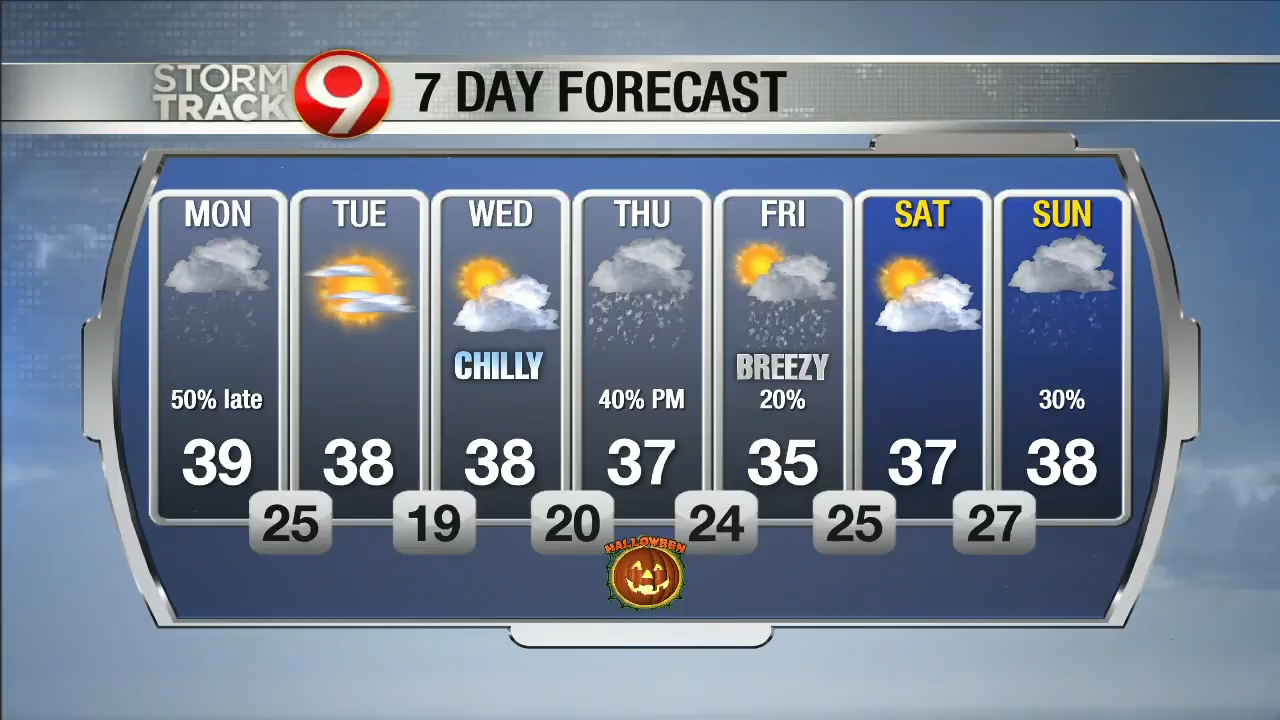 STORM
TRACK
9
7 DAY FORECAST
MON
TUE
WED
THU
FRI
SAT
SUN
CHILLY
BREEZY
50% late
40% PM
20%
30%
39
38
38
37
35
37
38
25
19
20
24
25
27
HALLOWEEN